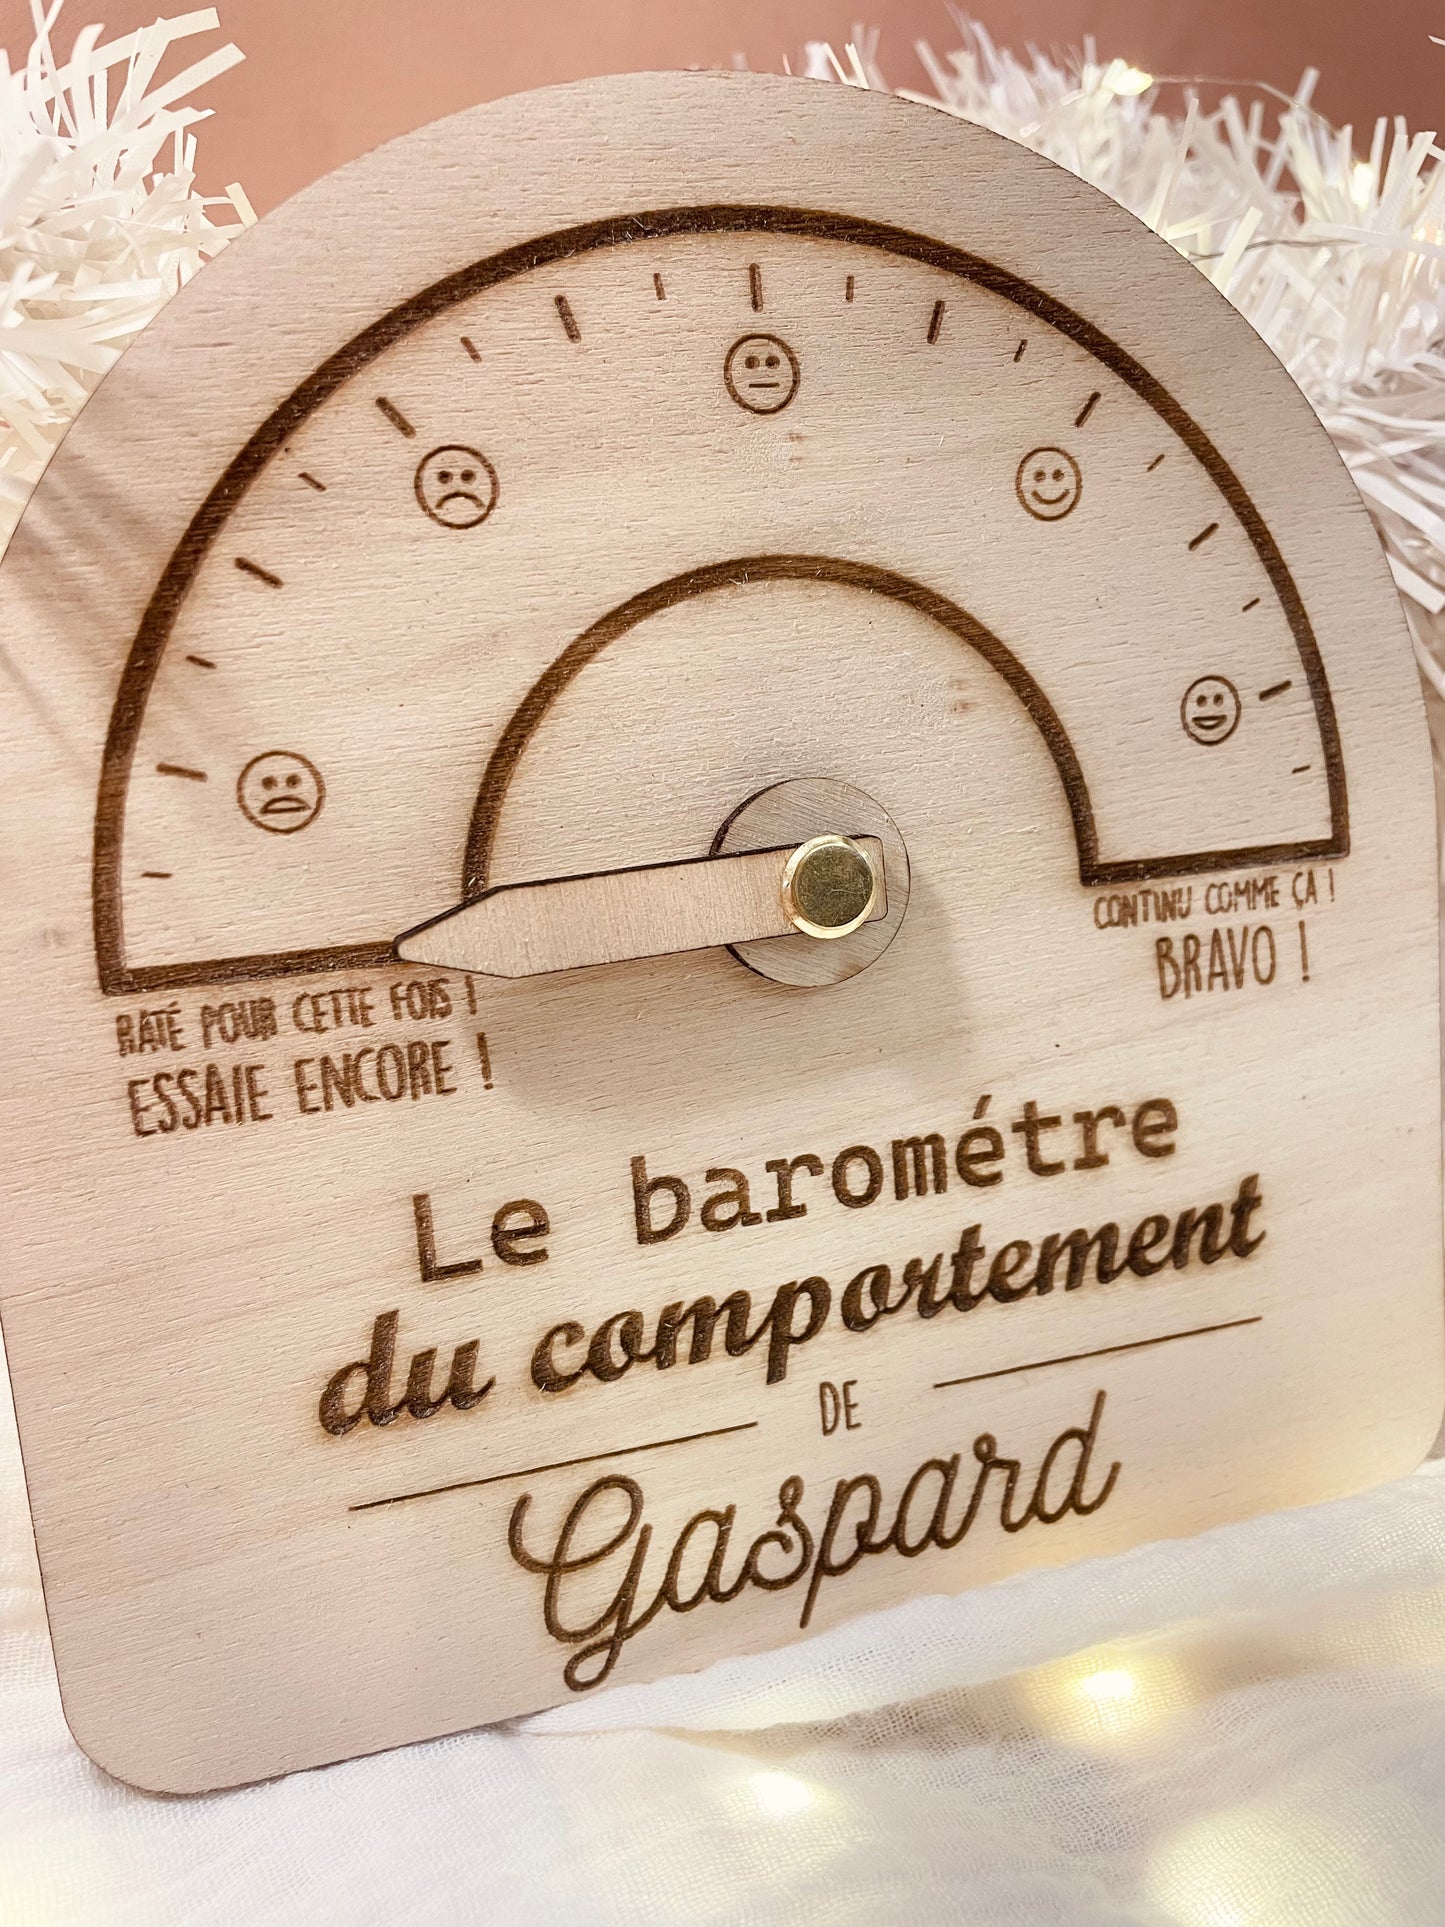 RATÉ POUR CETTE FOIS !
ESSAIE ENCORE !
CONTINU COMME ÇA !
BRAVO !
Le barométre
du comportement
DE
Gaspard